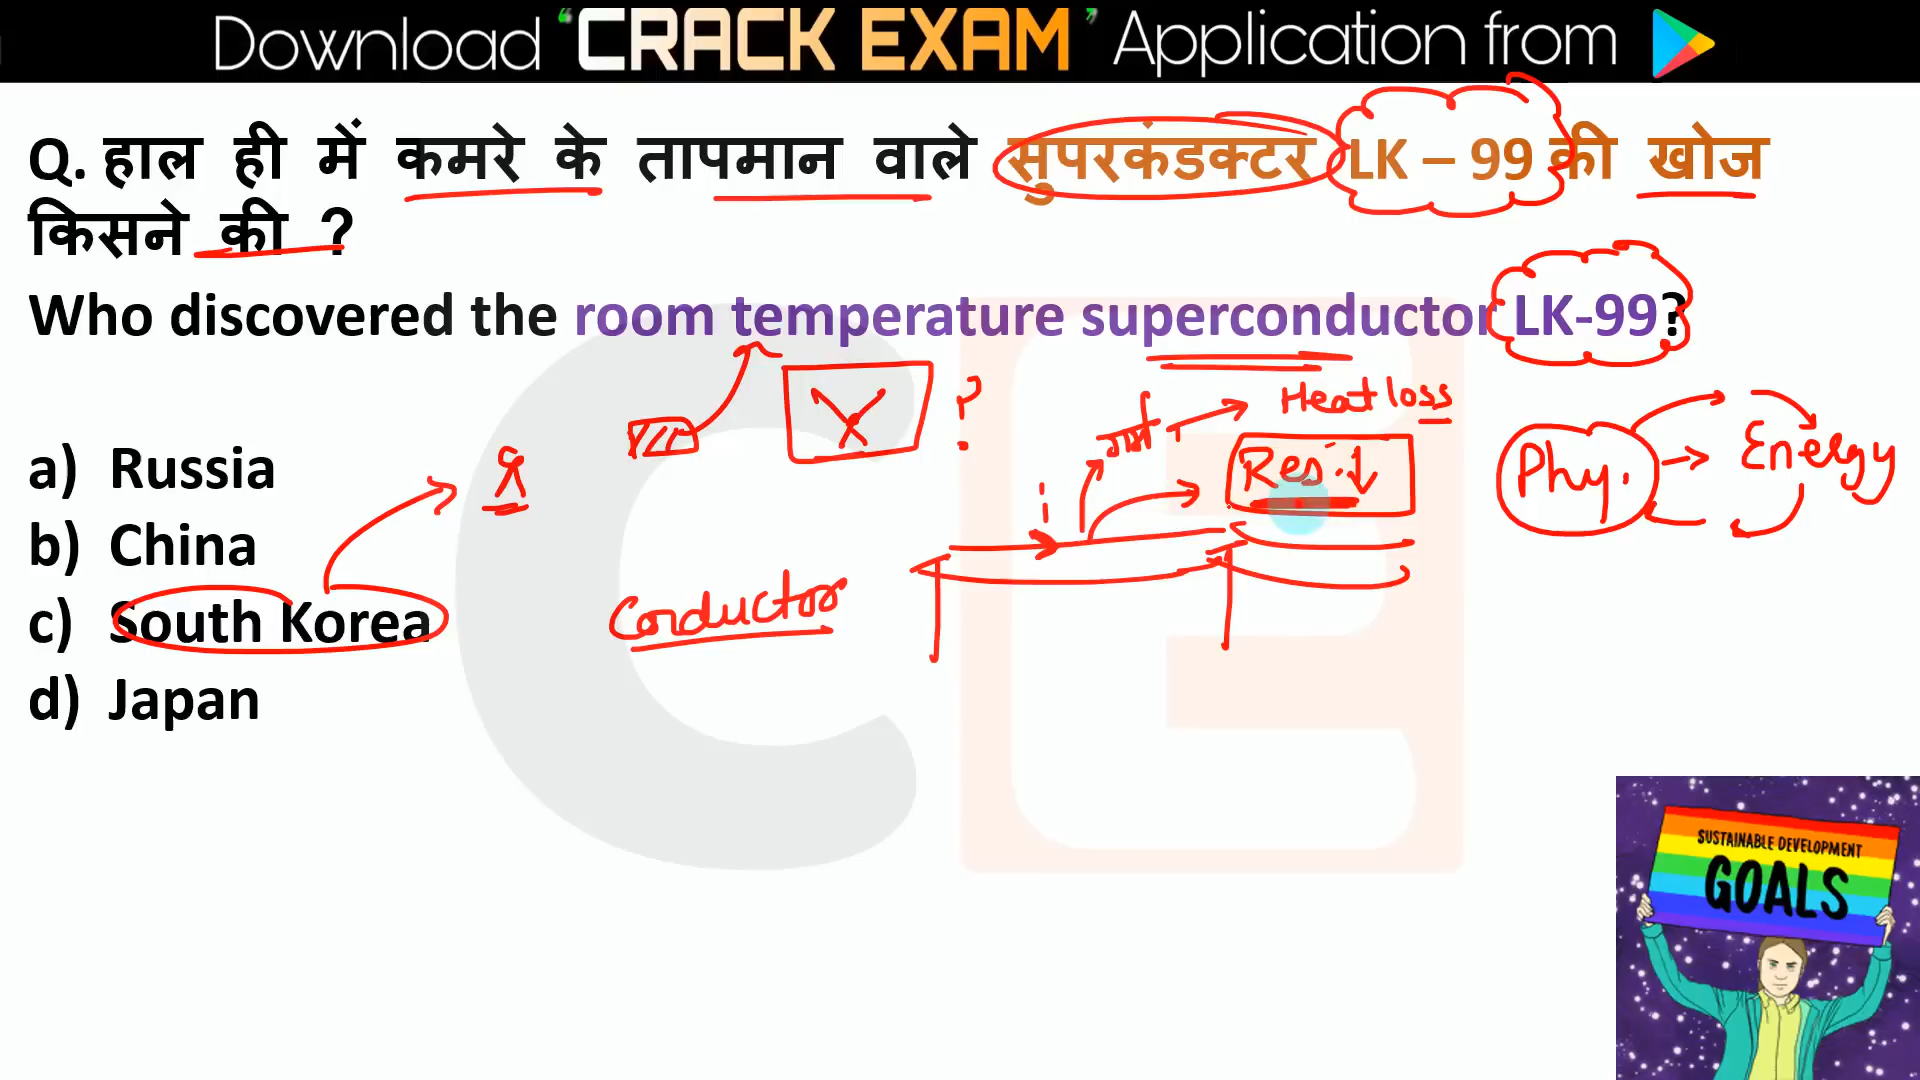 Download ‘CRACK EXAM’ Application from
Q. हाल ही में कमरे के तापमान वाले सुपरकंडक्टर LK – 99 की खोज
किसने की ?
Who discovered the room temperature superconductor LK-99?
Heat loss
Res. ↓
Phy.
Energy
i
Conductor
a) Russia
b) China
c) South Korea
d) Japan
SUSTAINABLE DEVELOPMENT
GOALS